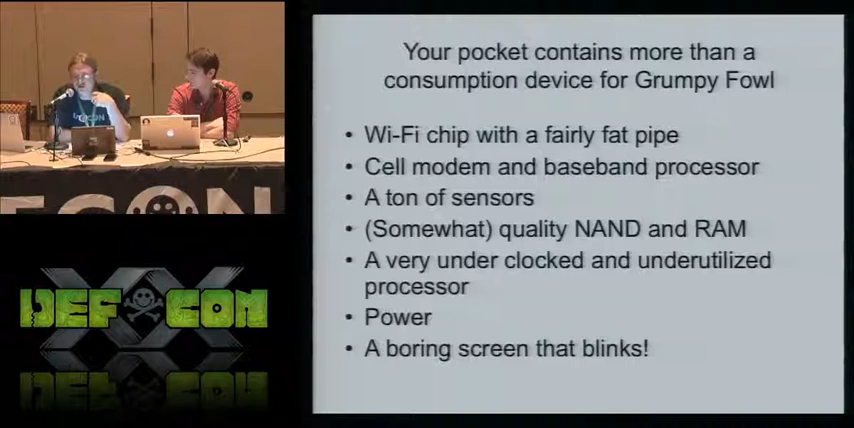 Your pocket contains more than a
consumption device for Grumpy Fowl
• Wi-Fi chip with a fairly fat pipe
• Cell modem and baseband processor
• A ton of sensors
• (Somewhat) quality NAND and RAM
• A very under clocked and underutilized
processor
• Power
• A boring screen that blinks!
XX
DEFCON